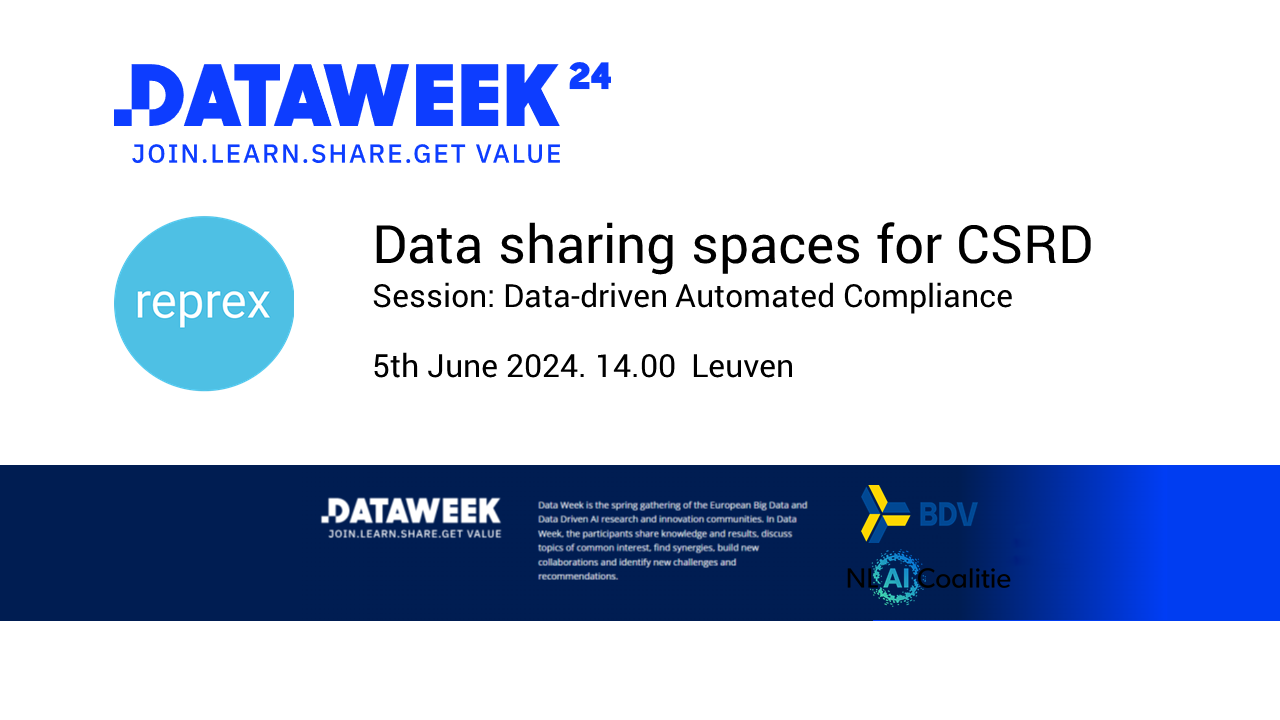 DATAWEEK 24
JOIN.LEARN.SHARE.GET VALUE
reprex
Data sharing spaces for CSRD
Session: Data-driven Automated Compliance
5th June 2024. 14.00 Leuven
DATAWEEK
JOIN.LEARN.SHARE.GET VALUE
Data Week is the spring gathering of the European Big Data and
Data Driven AI research and innovation communities. In Data
Week, the participants share knowledge and results, discuss
topics of common interest, find synergies, build new
collaborations and identify new challenges and
recommendations.
BDV
NL AI Coalitie